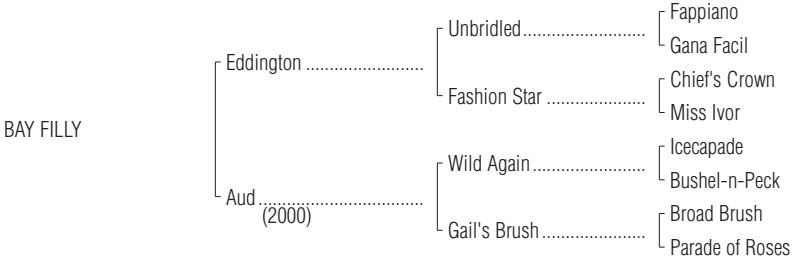 Fappiano
Unbridled........................
Gana Facil
Eddington .......................
Chief's Crown
Fashion Star ....................
Miss Ivor
BAY FILLY
Icecapade
Wild Again.......................
Bushel-n-Peck
Aud................................
(2000)
Broad Brush
Gail's Brush.....................
Parade of Roses